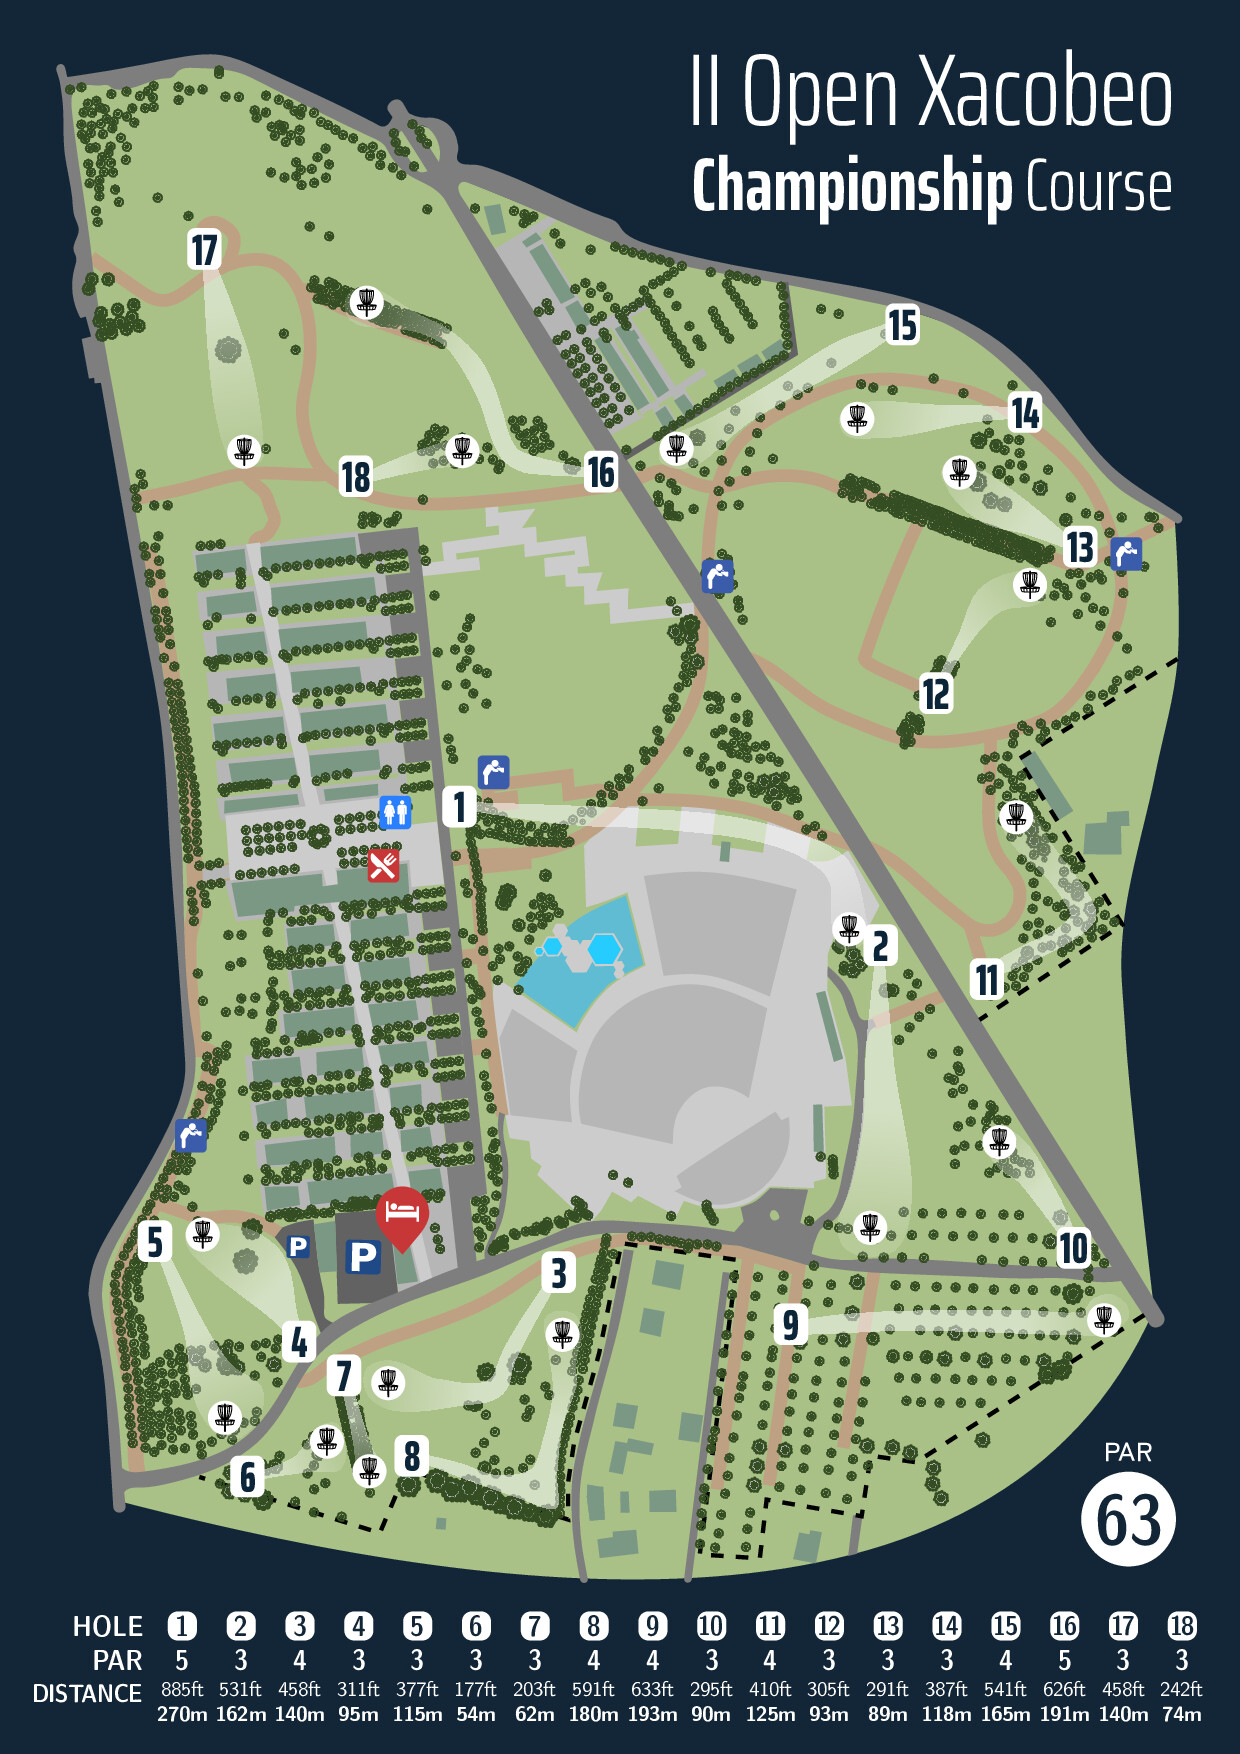 II Open Xacobeo
Championship Course
17
15
14
18
16
13
12
1
2
11
5
P
P
10
3
4
9
7
8
6
PAR
63
HOLE 1 2 3 4 5 6 7 8 9 10 11 12 13 14 15 16 17 18
PAR 5 3 4 3 3 3 3 4 4 3 4 3 3 3 4 5 3 3
DISTANCE 885ft 531ft 458ft 311ft 377ft 177ft 203ft 591ft 633ft 295ft 410ft 305ft 291ft 387ft 541ft 626ft 458ft 242ft
270m 162m 140m 95m 115m 54m 62m 180m 193m 90m 125m 93m 89m 118m 165m 191m 140m 74m